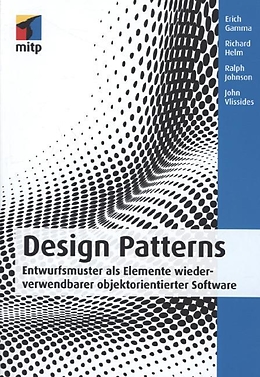 mitp
Erich
Gamma
Richard
Helm
Ralph
Johnson
John
Vlissides
Design Patterns
Entwurfsmuster als Elemente wieder-
verwendbarer objektorientierter Software